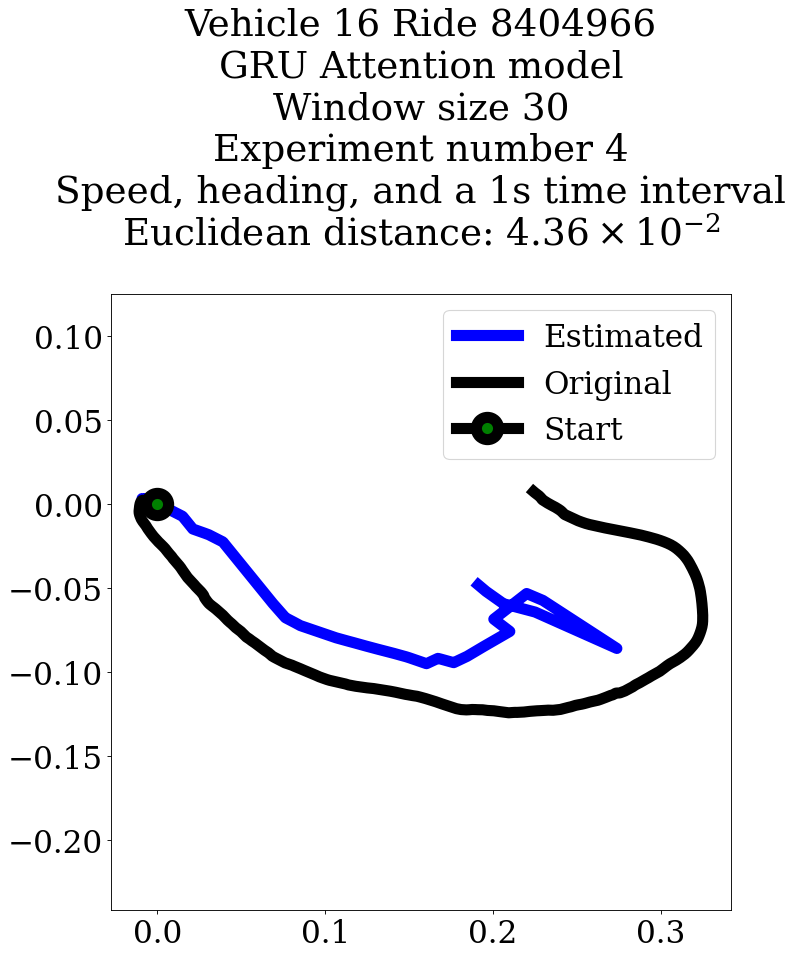 Vehicle 16 Ride 8404966
GRU Attention model
Window size 30
Experiment number 4
Speed, heading, and a 1s time interval
Euclidean distance: 4.36 × 10⁻²
Estimated
Original
Start
0.10
0.05
0.00
−0.05
−0.10
−0.15
−0.20
0.0 0.1 0.2 0.3